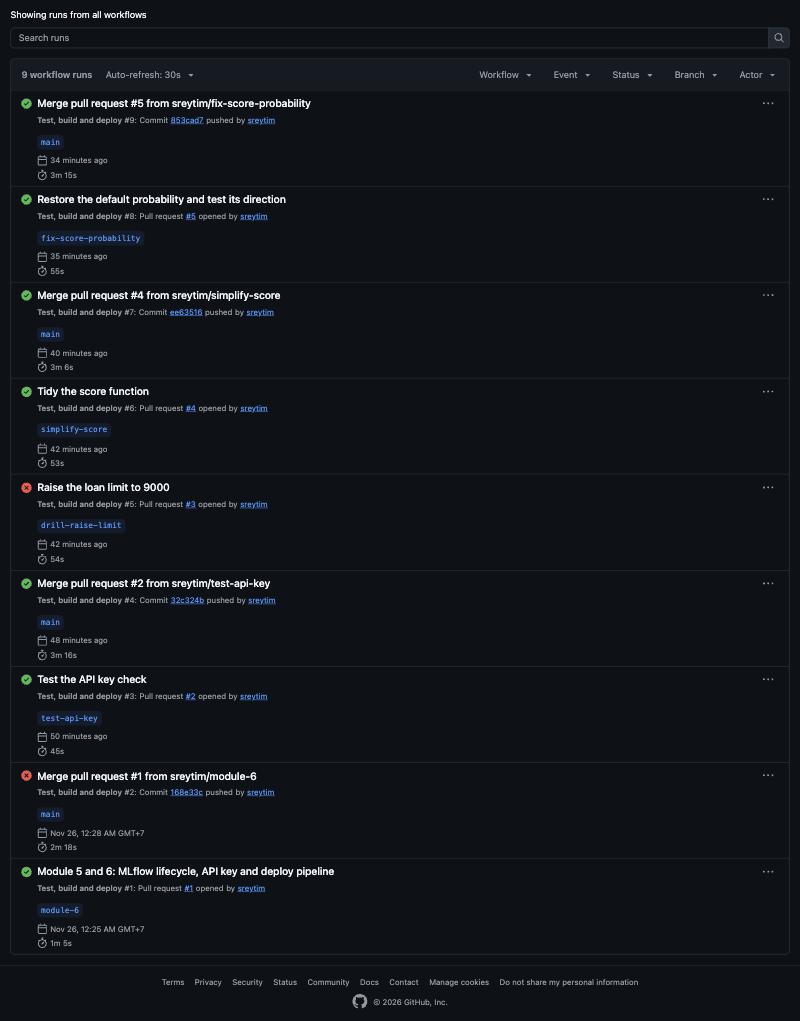 Showing runs from all workflows
Search runs
9 workflow runs Auto-refresh: 30s Workflow Event Status Branch Actor
Merge pull request #5 from sreytim/fix-score-probability
Test, build and deploy #9: Commit 853cad7 pushed by sreytim
main
34 minutes ago
3m 15s
Restore the default probability and test its direction
Test, build and deploy #8: Pull request #5 opened by sreytim
fix-score-probability
35 minutes ago
55s
Merge pull request #4 from sreytim/simplify-score
Test, build and deploy #7: Commit ee63516 pushed by sreytim
main
40 minutes ago
3m 6s
Tidy the score function
Test, build and deploy #6: Pull request #4 opened by sreytim
simplify-score
42 minutes ago
53s
Raise the loan limit to 9000
Test, build and deploy #5: Pull request #3 opened by sreytim
drill-raise-limit
42 minutes ago
54s
Merge pull request #2 from sreytim/test-api-key
Test, build and deploy #4: Commit 32c324b pushed by sreytim
main
48 minutes ago
3m 16s
Test the API key check
Test, build and deploy #3: Pull request #2 opened by sreytim
test-api-key
50 minutes ago
45s
Merge pull request #1 from sreytim/module-6
Test, build and deploy #2: Commit 168e33c pushed by sreytim
main
Nov 26, 12:28 AM GMT+7
2m 18s
Module 5 and 6: MLflow lifecycle, API key and deploy pipeline
Test, build and deploy #1: Pull request #1 opened by sreytim
module-6
Nov 26, 12:25 AM GMT+7
1m 5s
Terms Privacy Security Status Community Docs Contact Manage cookies Do not share my personal information
© 2026 GitHub, Inc.